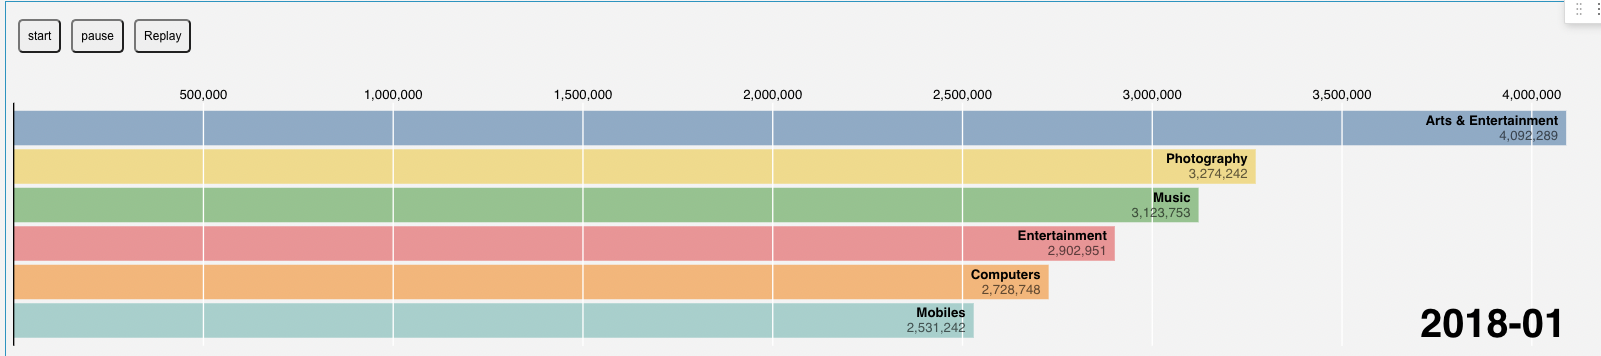 start pause Replay
500,000 1,000,000 1,500,000 2,000,000 2,500,000 3,000,000 3,500,000 4,000,000
Arts & Entertainment
4,092,289
Photography
3,274,242
Music
3,123,753
Entertainment
2,902,951
Computers
2,728,748
Mobiles
2,531,242
2018-01